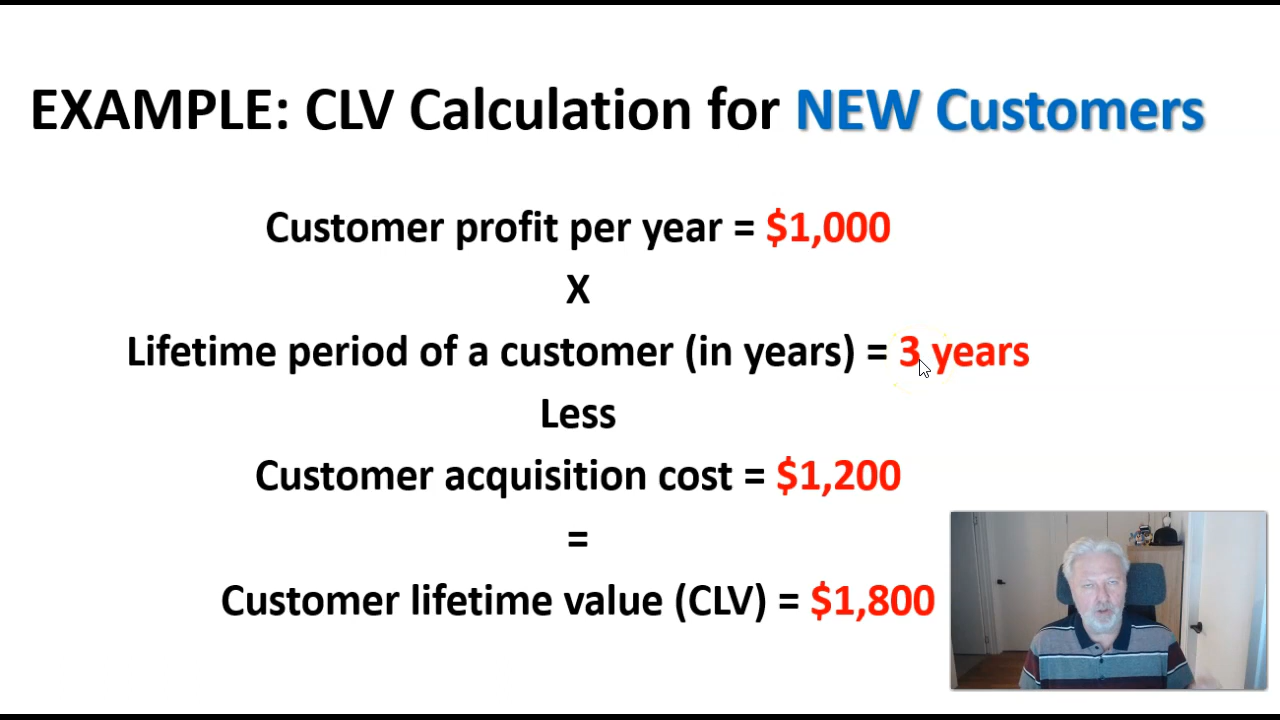 EXAMPLE: CLV Calculation for NEW Customers
Customer profit per year = $1,000
X
Lifetime period of a customer (in years) = 3 years
Less
Customer acquisition cost = $1,200
=
Customer lifetime value (CLV) = $1,800